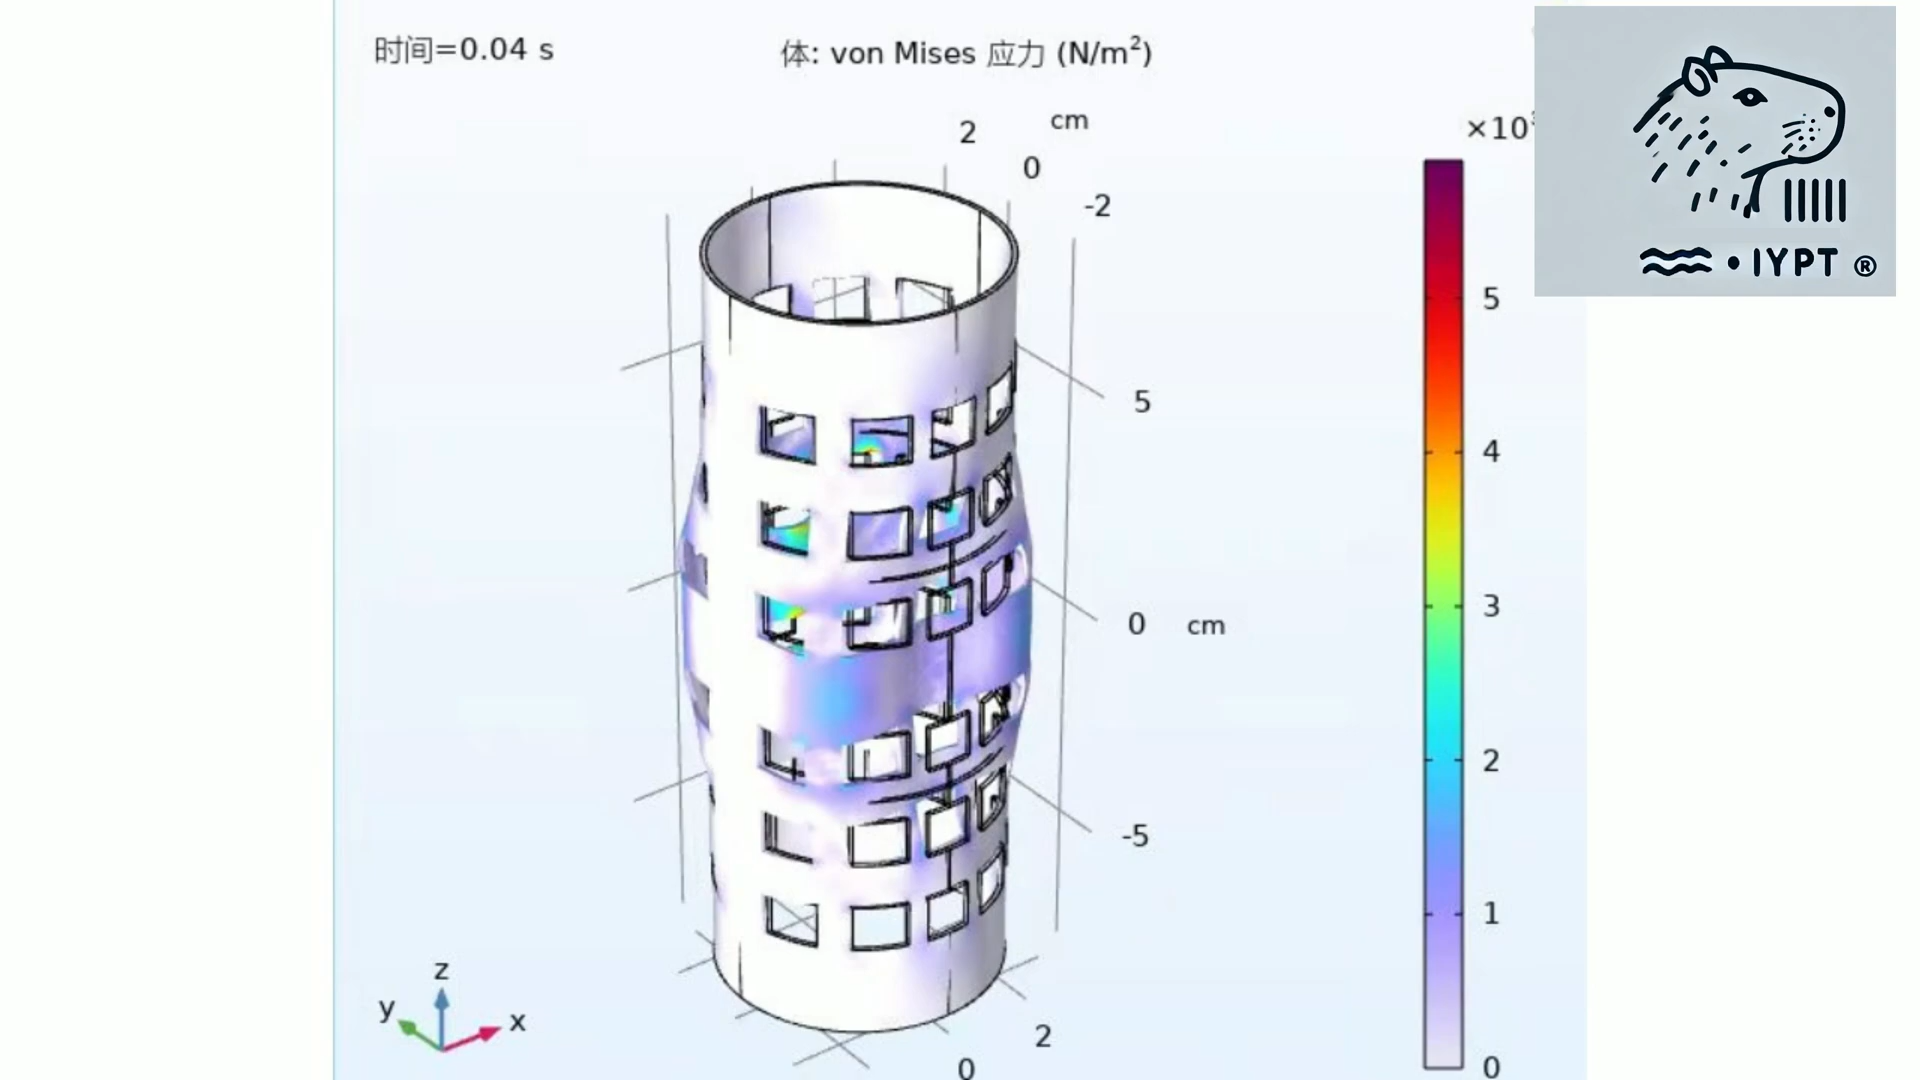 时间=0.04 s
体: von Mises 应力 (N/m²)
cm
2
0
-2
×10
5
4
3
2
1
0
5
0 cm
-5
2
0
z
y
x
• IYPT ®